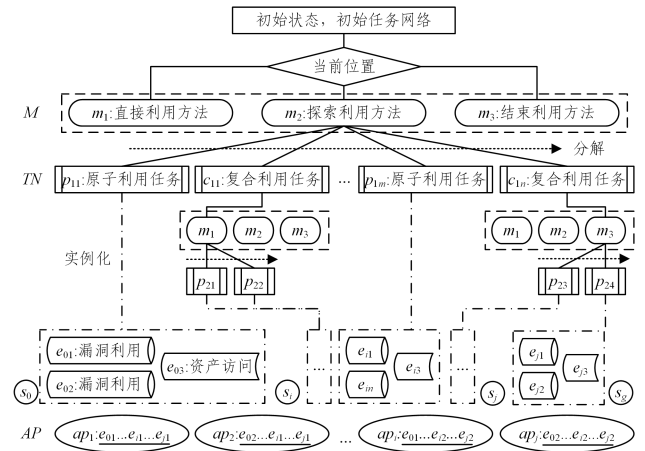 初始状态，初始任务网络
当前位置
M m₁:直接利用方法 m₂:探索利用方法 m₃:结束利用方法
分解
TN p₁₁:原子利用任务 c₁₁:复合利用任务 ... p₁ₘ:原子利用任务 c₁ₙ:复合利用任务
m₁ m₂ m₃ m₁ m₂ m₃
实例化
p₂₁ p₂₂ p₂₃ p₂₄
e₀₁:漏洞利用 e₀₃:资产访问 e₀₂:漏洞利用
... eᵢ₁ eᵢₙ eᵢ₃ ... eⱼ₁ eⱼ₂ eⱼ₃
s₀ sᵢ sⱼ s_g
AP ap₁:e₀₁...eᵢ₁...eⱼ₁ ap₂:e₀₂...eᵢ₁...eⱼ₁ ... apᵢ:e₀₁...eᵢ₂...eⱼ₂ apⱼ:e₀₂...eᵢ₂...eⱼ₂